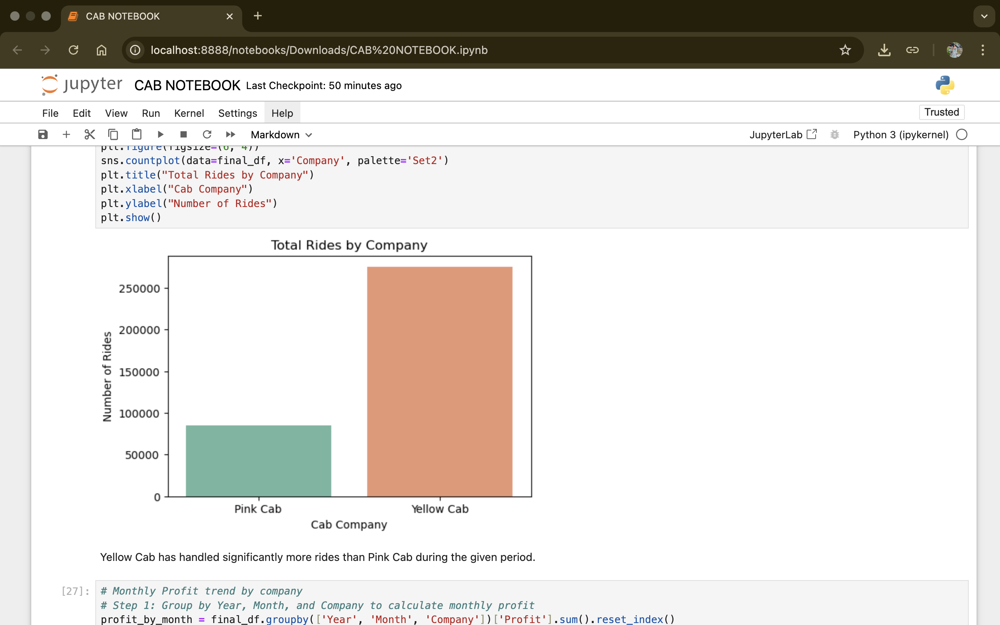 CAB NOTEBOOK
localhost:8888/notebooks/Downloads/CAB%20NOTEBOOK.ipynb
jupyter CAB NOTEBOOK Last Checkpoint: 50 minutes ago
File Edit View Run Kernel Settings Help Trusted
Markdown JupyterLab Python 3 (ipykernel)
plt.figure(figsize=(6, 4))
sns.countplot(data=final_df, x='Company', palette='Set2')
plt.title("Total Rides by Company")
plt.xlabel("Cab Company")
plt.ylabel("Number of Rides")
plt.show()
Total Rides by Company
Number of Rides
250000
200000
150000
100000
50000
0
Pink Cab Yellow Cab
Cab Company
Yellow Cab has handled significantly more rides than Pink Cab during the given period.
[27]: # Monthly Profit trend by company
# Step 1: Group by Year, Month, and Company to calculate monthly profit
profit_by_month = final_df.groupby(['Year', 'Month', 'Company'])['Profit'].sum().reset_index()